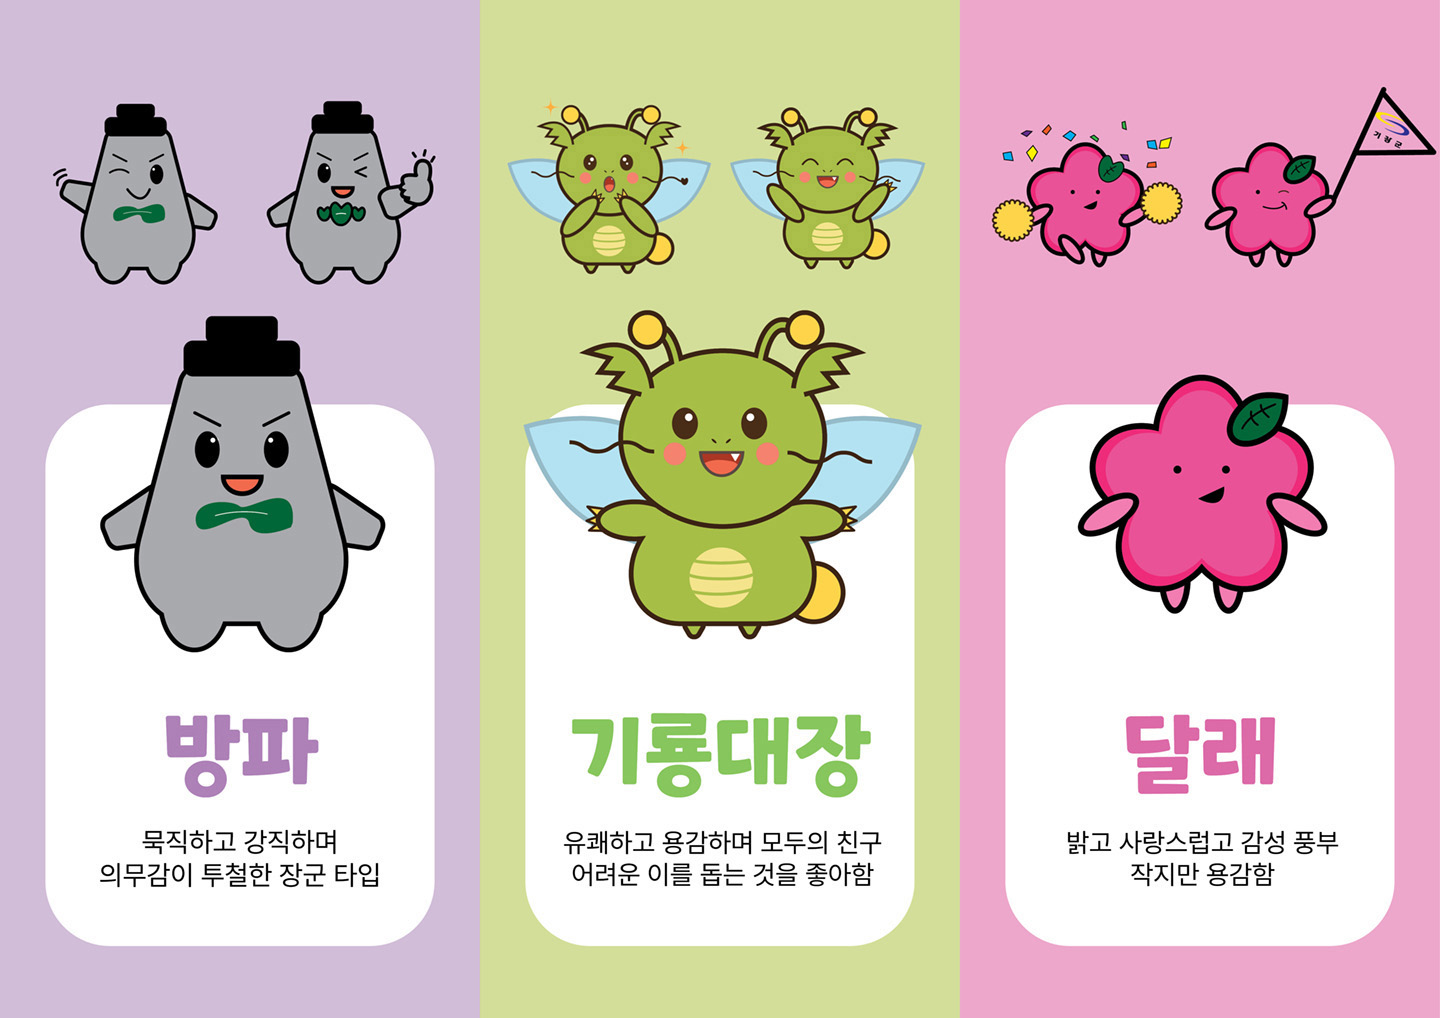 기장군
방파
묵직하고 강직하며
의무감이 투철한 장군 타입
기룡대장
유쾌하고 용감하며 모두의 친구
어려운 이를 돕는 것을 좋아함
달래
밝고 사랑스럽고 감성 풍부
작지만 용감함